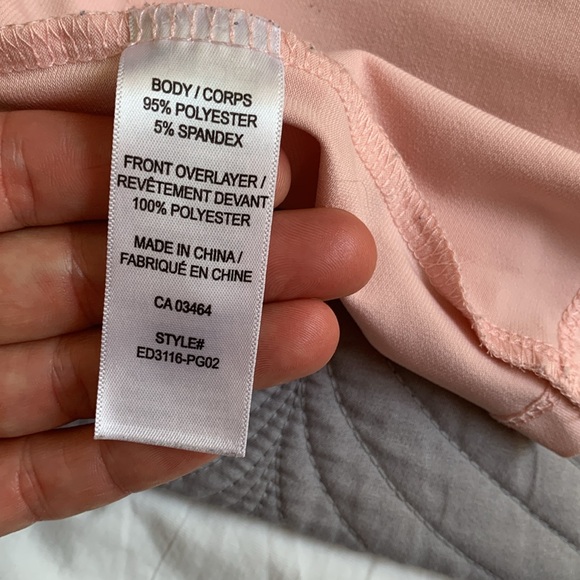 BODY / CORPS
95% POLYESTER
5% SPANDEX
FRONT OVERLAYER /
REVÊTEMENT DEVANT
100% POLYESTER
MADE IN CHINA /
FABRIQUÉ EN CHINE
CA 03464
STYLE#
ED3116-PG02